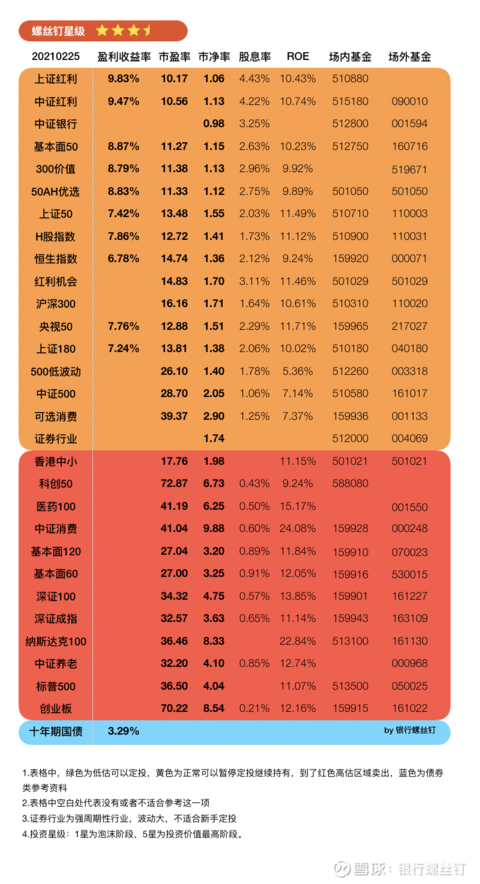 螺丝钉星级
20210225 盈利收益率 市盈率 市净率 股息率 ROE 场内基金 场外基金
上证红利 9.83% 10.17 1.06 4.43% 10.43% 510880
中证红利 9.47% 10.56 1.13 4.22% 10.74% 515180 090010
中证银行 0.98 3.25% 512800 001594
基本面50 8.87% 11.27 1.15 2.63% 10.23% 512750 160716
300价值 8.79% 11.38 1.13 2.96% 9.92% 519671
50AH优选 8.83% 11.33 1.12 2.75% 9.89% 501050 501050
上证50 7.42% 13.48 1.55 2.03% 11.49% 510710 110003
H股指数 7.86% 12.72 1.41 1.73% 11.12% 510900 110031
恒生指数 6.78% 14.74 1.36 2.12% 9.24% 159920 000071
红利机会 14.83 1.70 3.11% 11.46% 501029 501029
沪深300 16.16 1.71 1.64% 10.61% 510310 110020
央视50 7.76% 12.88 1.51 2.29% 11.71% 159965 217027
上证180 7.24% 13.81 1.38 2.06% 10.02% 510180 040180
500低波动 26.10 1.40 1.78% 5.36% 512260 003318
中证500 28.70 2.05 1.06% 7.14% 510580 161017
可选消费 39.37 2.90 1.25% 7.37% 159936 001133
证券行业 1.74 512000 004069
香港中小 17.76 1.98 11.15% 501021 501021
科创50 72.87 6.73 0.43% 9.24% 588080
医药100 41.19 6.25 0.50% 15.17% 001550
中证消费 41.04 9.88 0.60% 24.08% 159928 000248
基本面120 27.04 3.20 0.89% 11.84% 159910 070023
基本面60 27.00 3.25 0.91% 12.05% 159916 530015
深证100 34.32 4.75 0.57% 13.85% 159901 161227
深证成指 32.57 3.63 0.65% 11.14% 159943 163109
纳斯达克100 36.46 8.33 22.84% 513100 161130
中证养老 32.20 4.10 0.85% 12.74% 000968
标普500 36.50 4.04 11.07% 513500 050025
创业板 70.22 8.54 0.21% 12.16% 159915 161022
十年期国债 3.29% by 银行螺丝钉
1.表格中，绿色为低估可以定投，黄色为正常可以暂停定投继续持有，到了红色高估区域卖出，蓝色为债券
类参考资料
2.表格中空白处代表没有或者不适合参考这一项
3.证券行业为强周期性行业，波动大，不适合新手定投
4.投资星级：1星为泡沫阶段，5星为投资价值最高阶段。
雪球：银行螺丝钉